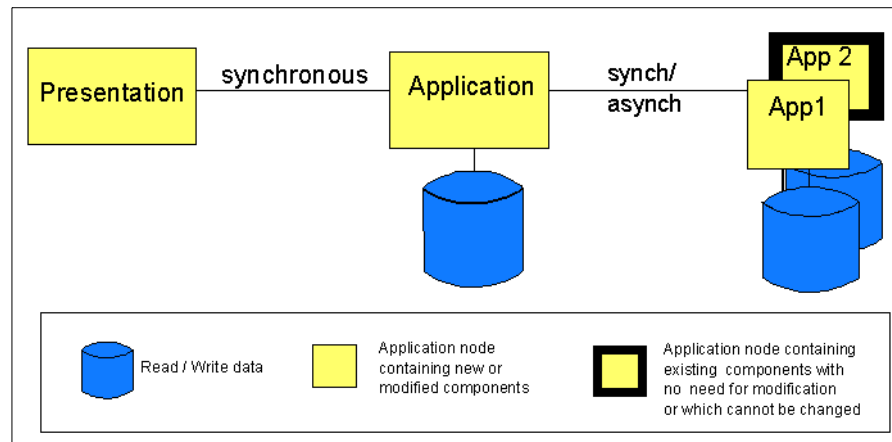 Presentation
synchronous
Application
synch/
asynch
App 2
App1
Read / Write data
Application node
containing new or
modified components
Application node containing
existing components with
no need for modification
or which cannot be changed